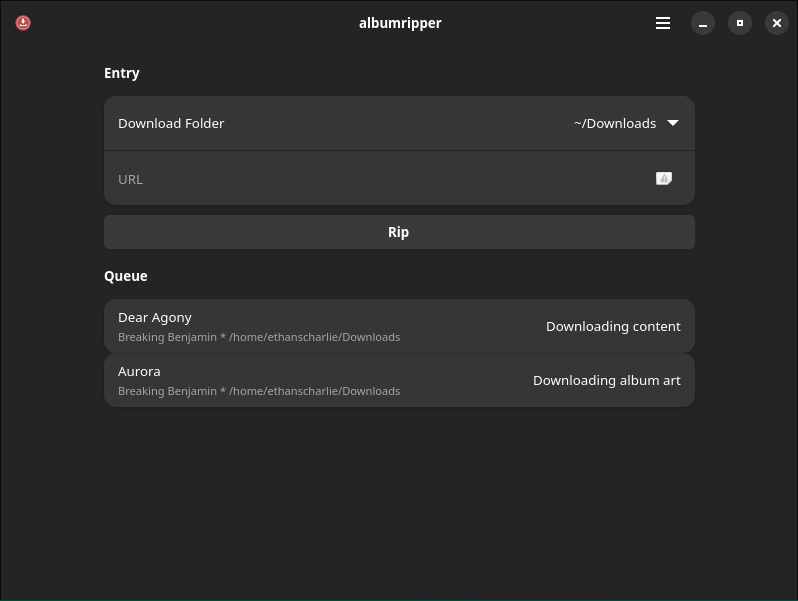 albumripper
Entry
Download Folder
~/Downloads
URL
Rip
Queue
Dear Agony
Breaking Benjamin * /home/ethanscharlie/Downloads
Downloading content
Aurora
Breaking Benjamin * /home/ethanscharlie/Downloads
Downloading album art